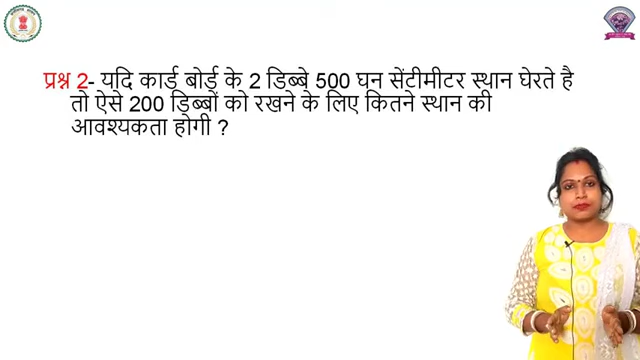 प्रश्न 2- यदि कार्ड बोर्ड के 2 डिब्बे 500 घन सेंटीमीटर स्थान घेरते है
तो ऐसे 200 डिब्बों को रखने के लिए कितने स्थान की
आवश्यकता होगी ?